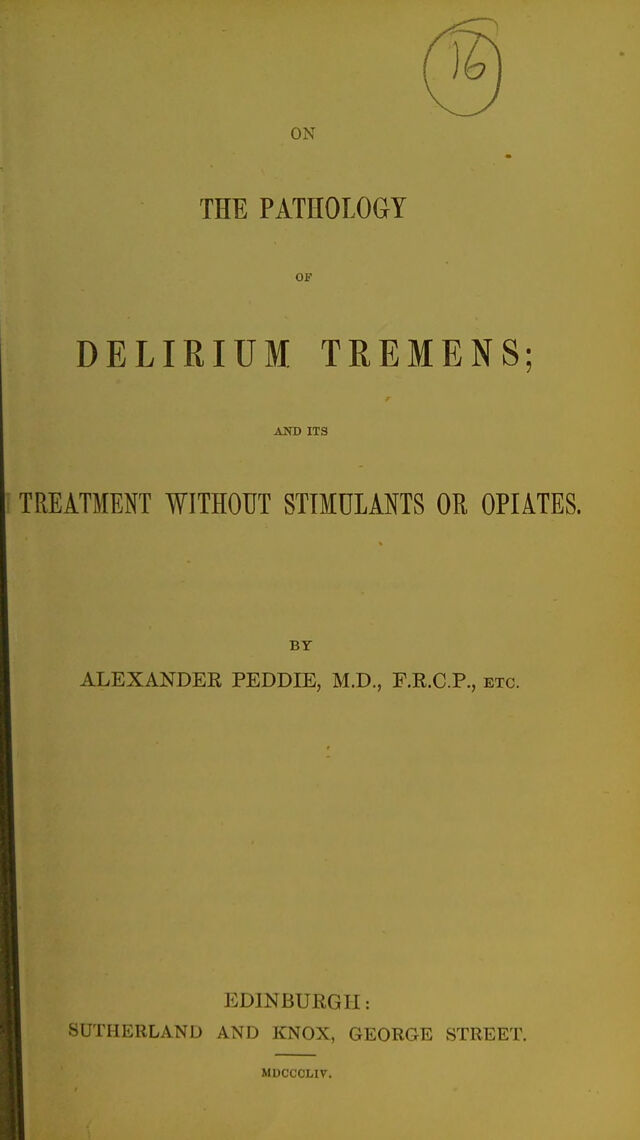 16
ON
THE PATHOLOGY
OF
DELIRIUM TREMENS;
AND ITS
TREATMENT WITHOUT STIMULANTS OR OPIATES.
BY
ALEXANDER PEDDIE, M.D., F.R.C.P., ETC.
EDINBURGH:
SUTHERLAND AND KNOX, GEORGE STREET.
MDCCCLIV.